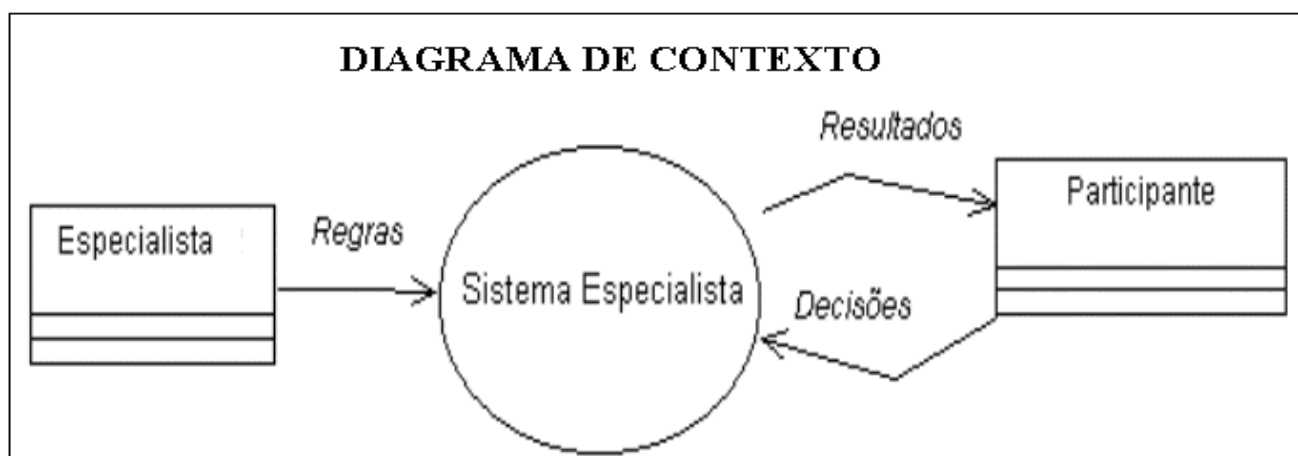 DIAGRAMA DE CONTEXTO
Resultados
Participante
Especialista
Regras
Sistema Especialista
Decisões